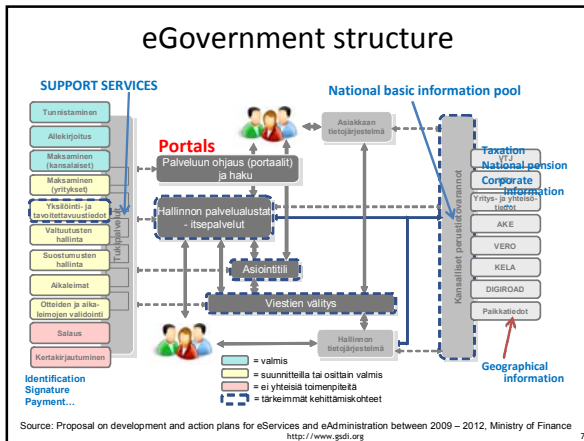 eGovernment structure
SUPPORT SERVICES
National basic information pool
Tunnistaminen
Allekirjoitus
Maksaminen
(kansalaiset)
Maksaminen
(yritykset)
Yksilöinti- ja
tavoitettavuustiedot
Valtuutusten
hallinta
Suostumusten
hallinta
Aikaleimat
Otteiden ja aika-
leimojen validointi
Salaus
Kertakirjautuminen
Tukipalvelut
Identification
Signature
Payment…
Portals
Palveluun ohjaus (portaalit)
ja haku
Hallinnon palvelualustat
- itsepalvelut
Asiointitili
Viestien välitys
Asiakkaan
tietojärjestelmä
Hallinnon
tietojärjestelmä
Kansalliset perustietovarannot
Taxation
VTJ
National pension
Corporate
information
Yritys- ja yhteisö-
tiedot
AKE
VERO
KELA
DIGIROAD
Paikkatiedot
Geographical
information
= valmis
= suunnitteilla tai osittain valmis
= ei yhteisiä toimenpiteitä
= tärkeimmät kehittämiskohteet
Source: Proposal on development and action plans for eServices and eAdministration between 2009 – 2012, Ministry of Finance
http://www.gsdi.org
7